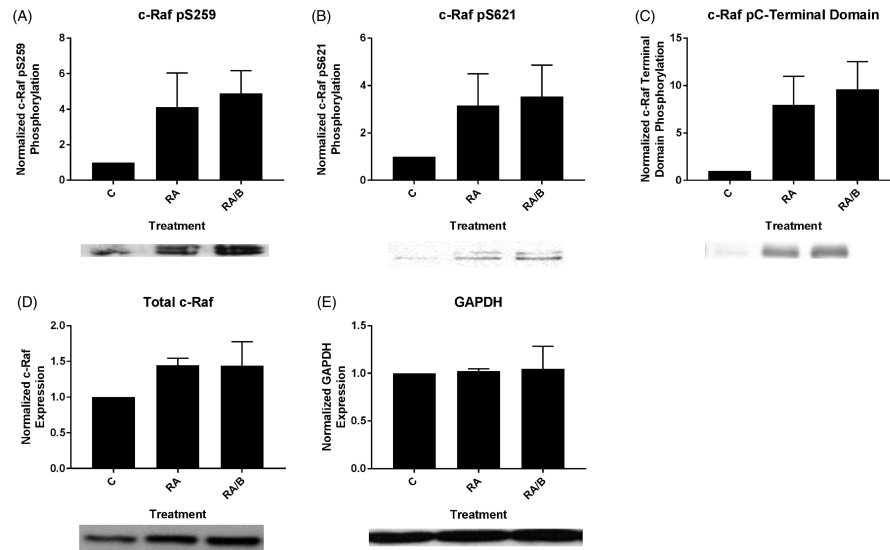 (A)
c-Raf pS259
Normalized c-Raf pS259
Phosphorylation
8
6
4
2
0
C
RA
RA/B
Treatment
(B)
c-Raf pS621
Normalized c-Raf pS621
Phosphorylation
6
4
2
0
C
RA
RA/B
Treatment
(C)
c-Raf pC-Terminal Domain
Normalized c-Raf Terminal
Domain Phosphorylation
15
10
5
0
C
RA
RA/B
Treatment
(D)
Total c-Raf
Normalized c-Raf
Expression
2.0
1.5
1.0
0.5
0.0
C
RA
RA/B
Treatment
(E)
GAPDH
Normalized GAPDH
Expression
1.5
1.0
0.5
0.0
C
RA
RA/B
Treatment